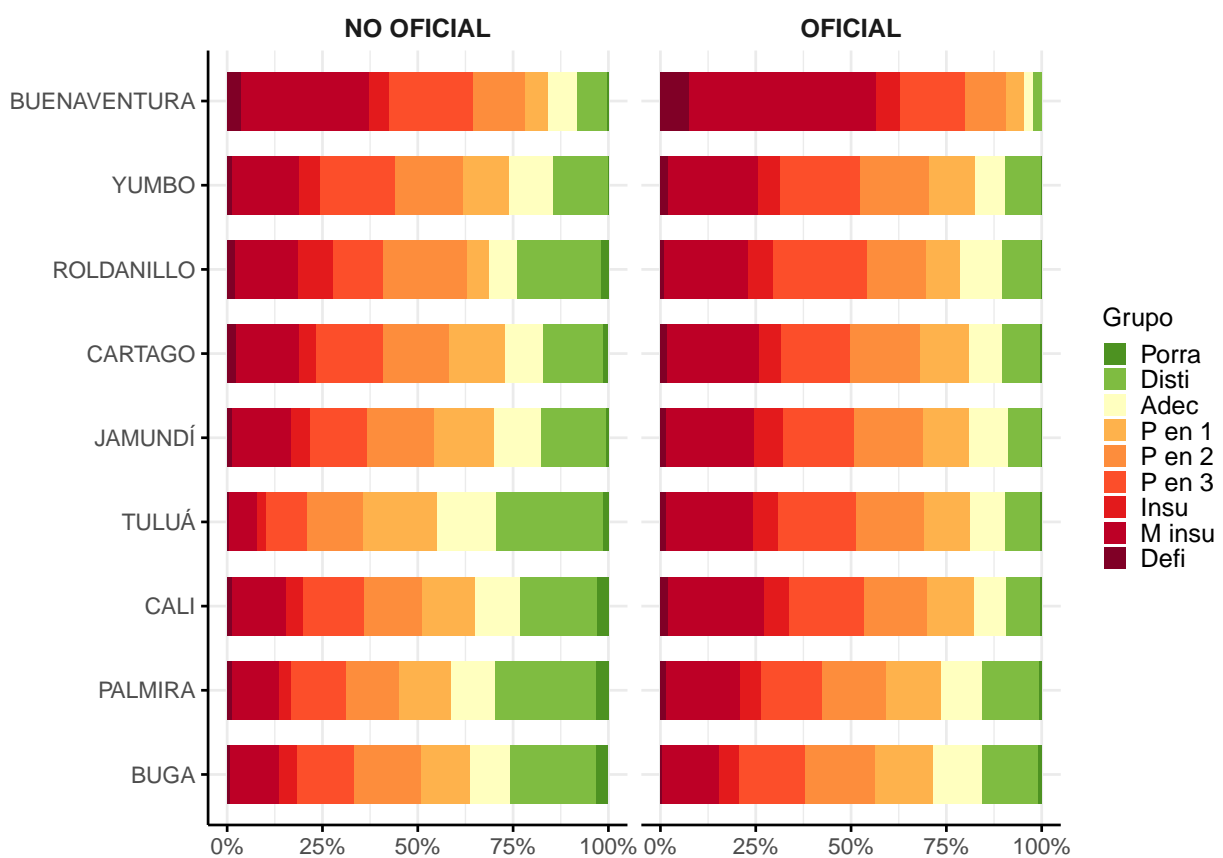 NO OFICIAL
OFICIAL
BUENAVENTURA
YUMBO
ROLDANILLO
CARTAGO
JAMUNDÍ
TULUÁ
CALI
PALMIRA
BUGA
0% 25% 50% 75% 100% 0% 25% 50% 75% 100%
Grupo
Porra
Disti
Adec
P en 1
P en 2
P en 3
Insu
M insu
Defi